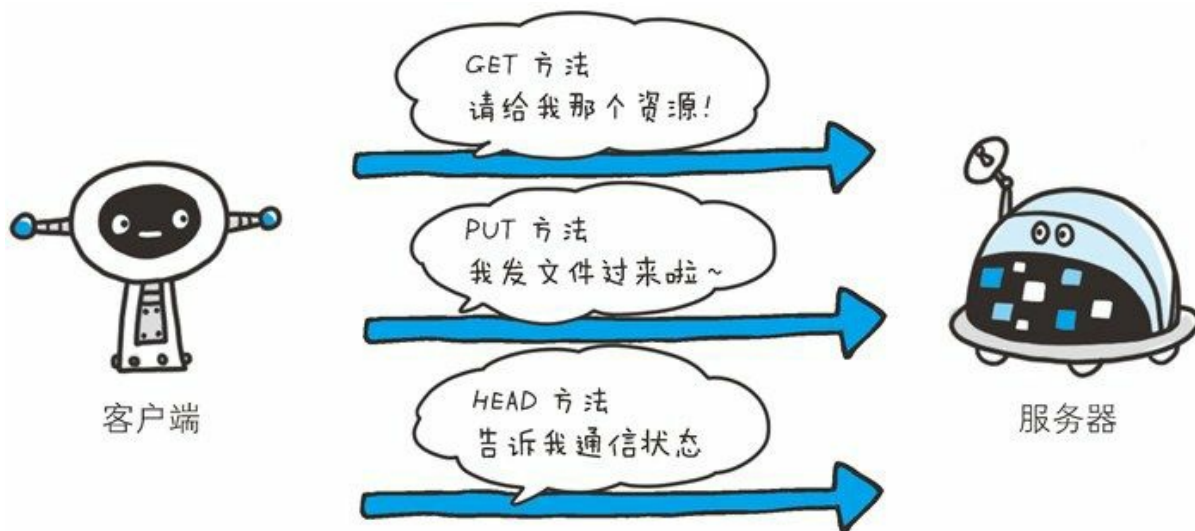 GET 方法
请给我那个资源!
PUT 方法
我发文件过来啦~
HEAD 方法
告诉我通信状态
客户端
服务器